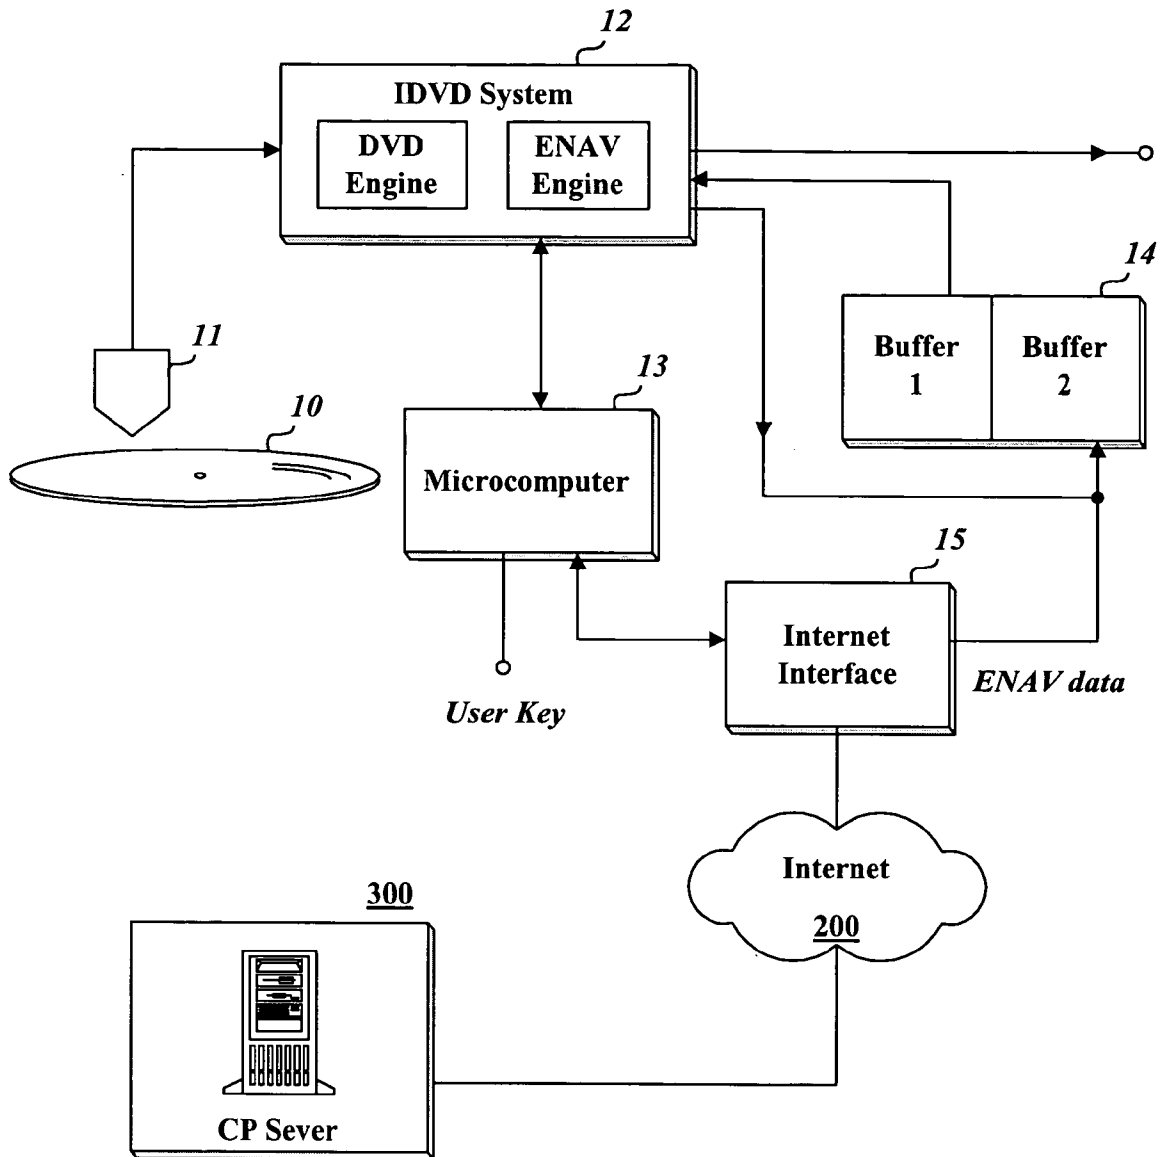 12
IDVD System
DVD
Engine
ENAV
Engine
14
Buffer
1
Buffer
2
11
13
10
Microcomputer
15
Internet
Interface
ENAV data
User Key
Internet
200
300
CP Sever